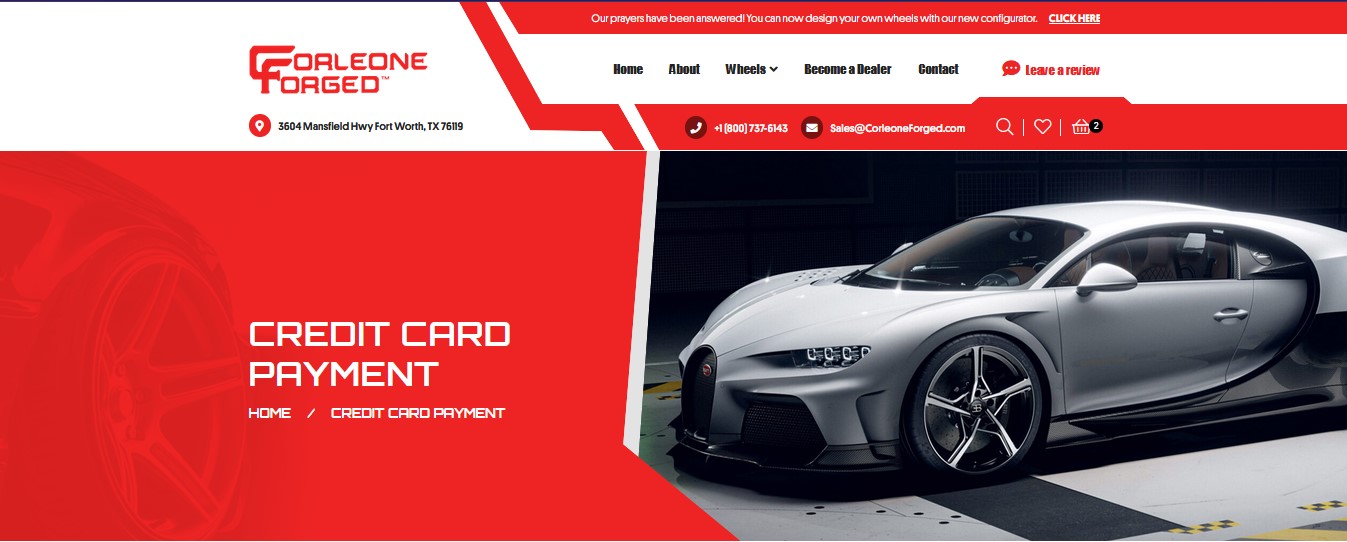 Our prayers have been answered! You can now design your own wheels with our new configurator. CLICK HERE
CORLEONE
FORGED™
Home About Wheels Become a Dealer Contact Leave a review
3604 Mansfield Hwy Fort Worth, TX 76119
+1 (800) 737-6143 Sales@CorleoneForged.com 2
CREDIT CARD
PAYMENT
HOME / CREDIT CARD PAYMENT